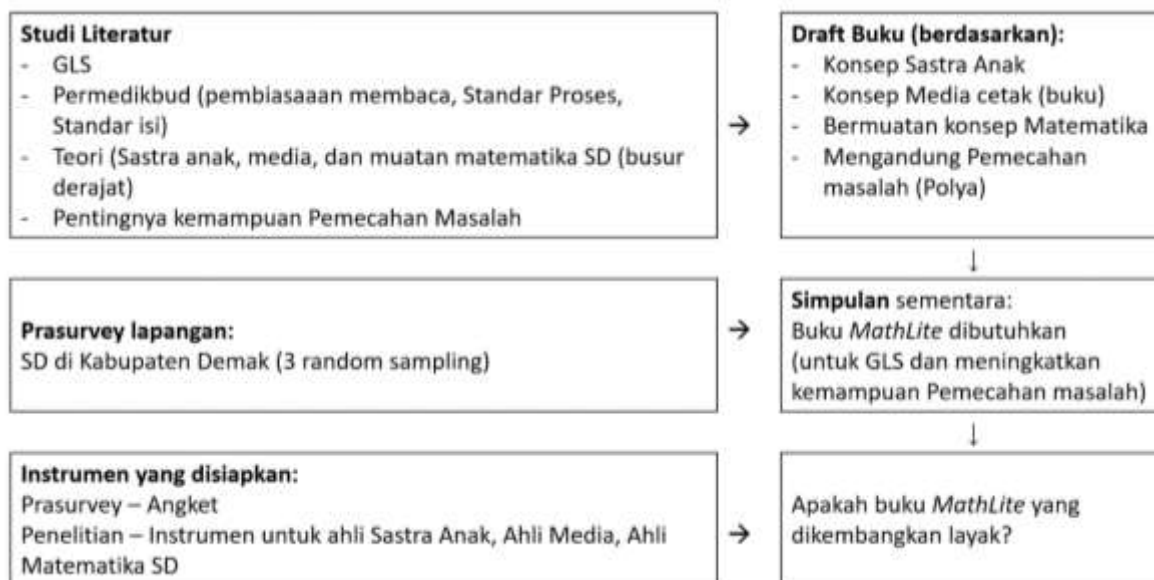 Studi Literatur
- GLS
- Permedikbud (pembiasaaan membaca, Standar Proses,
Standar isi)
- Teori (Sastra anak, media, dan muatan matematika SD (busur
derajat)
- Pentingnya kemampuan Pemecahan Masalah
→
Draft Buku (berdasarkan):
- Konsep Sastra Anak
- Konsep Media cetak (buku)
- Bermuatan konsep Matematika
- Mengandung Pemecahan
masalah (Polya)
↓
Prasurvey lapangan:
SD di Kabupaten Demak (3 random sampling)
→
Simpulan sementara:
Buku MathLite dibutuhkan
(untuk GLS dan meningkatkan
kemampuan Pemecahan masalah)
↓
Instrumen yang disiapkan:
Prasurvey – Angket
Penelitian – Instrumen untuk ahli Sastra Anak, Ahli Media, Ahli
Matematika SD
→
Apakah buku MathLite yang
dikembangkan layak?